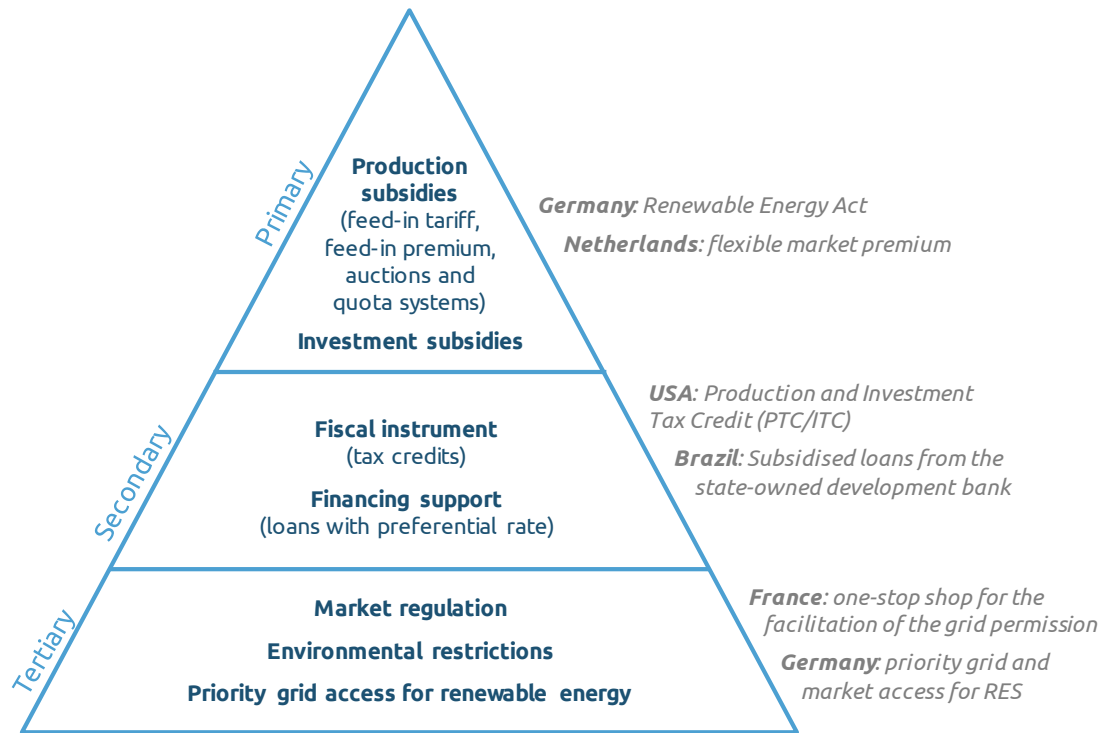 Primary
Production
subsidies
(feed-in tariff,
feed-in premium,
auctions and
quota systems)
Investment subsidies
Germany: Renewable Energy Act
Netherlands: flexible market premium
Secondary
Fiscal instrument
(tax credits)
Financing support
(loans with preferential rate)
USA: Production and Investment
Tax Credit (PTC/ITC)
Brazil: Subsidised loans from the
state-owned development bank
Tertiary
Market regulation
Environmental restrictions
Priority grid access for renewable energy
France: one-stop shop for the
facilitation of the grid permission
Germany: priority grid and
market access for RES